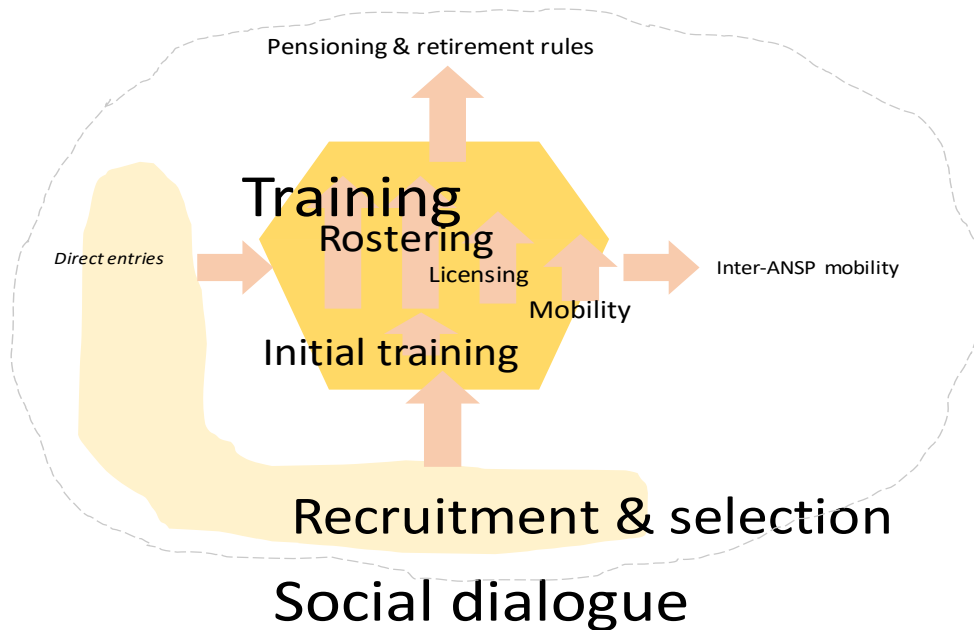 Pensioning & retirement rules
Training
Rostering
Direct entries
Licensing
Inter-ANSP mobility
Mobility
Initial training
Recruitment & selection
Social dialogue